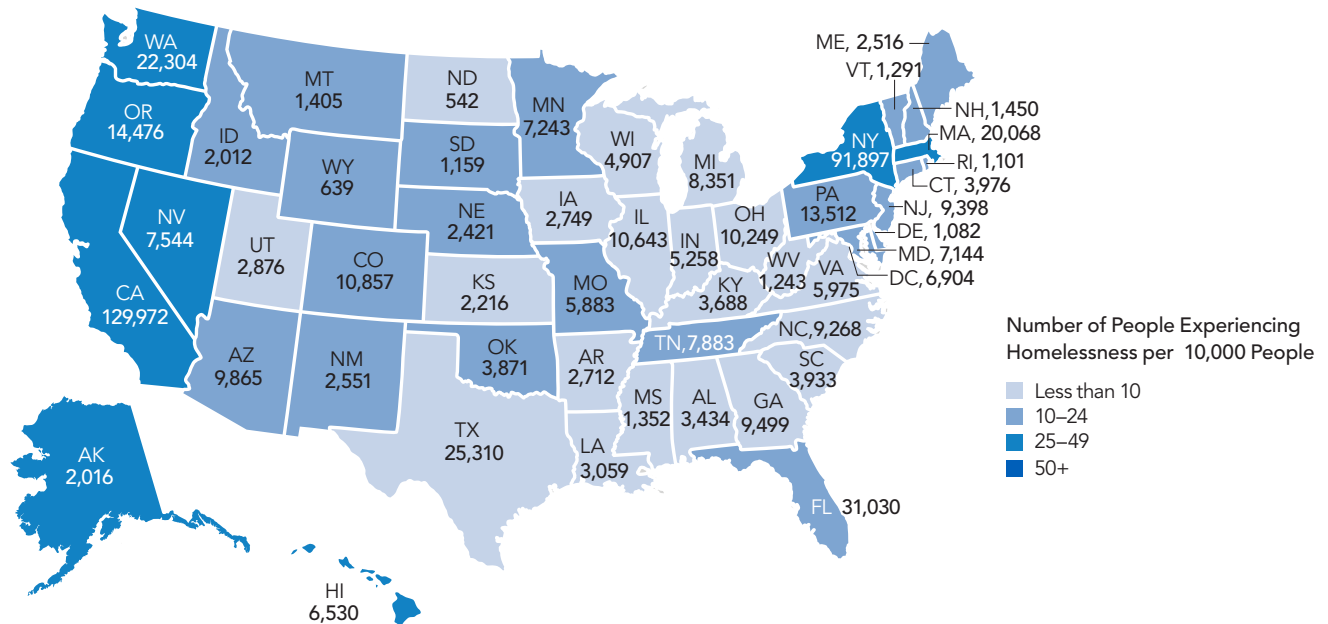 WA
22,304
OR
14,476
CA
129,972
NV
7,544
ID
2,012
MT
1,405
WY
639
UT
2,876
CO
10,857
AZ
9,865
NM
2,551
ND
542
SD
1,159
NE
2,421
KS
2,216
OK
3,871
TX
25,310
MN
7,243
IA
2,749
MO
5,883
AR
2,712
LA
3,059
WI
4,907
IL
10,643
MI
8,351
IN
5,258
OH
10,249
KY
3,688
TN,7,883
MS
1,352
AL
3,434
GA
9,499
FL 31,030
SC
3,933
NC,9,268
VA
5,975
WV
1,243
PA
13,512
NY
91,897
ME, 2,516
VT,1,291
NH,1,450
MA, 20,068
RI, 1,101
CT, 3,976
NJ, 9,398
DE, 1,082
MD, 7,144
DC, 6,904
AK
2,016
HI
6,530
Number of People Experiencing
Homelessness per 10,000 People
Less than 10
10–24
25–49
50+